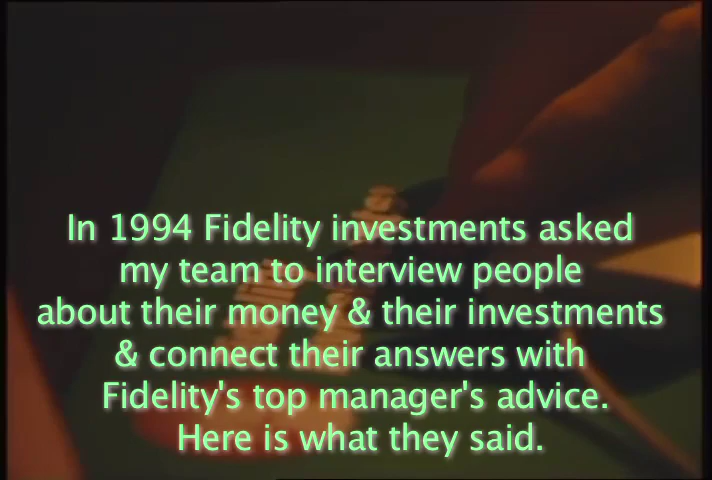 In 1994 Fidelity investments asked
my team to interview people
about their money & their investments
& connect their answers with
Fidelity's top manager's advice.
Here is what they said.